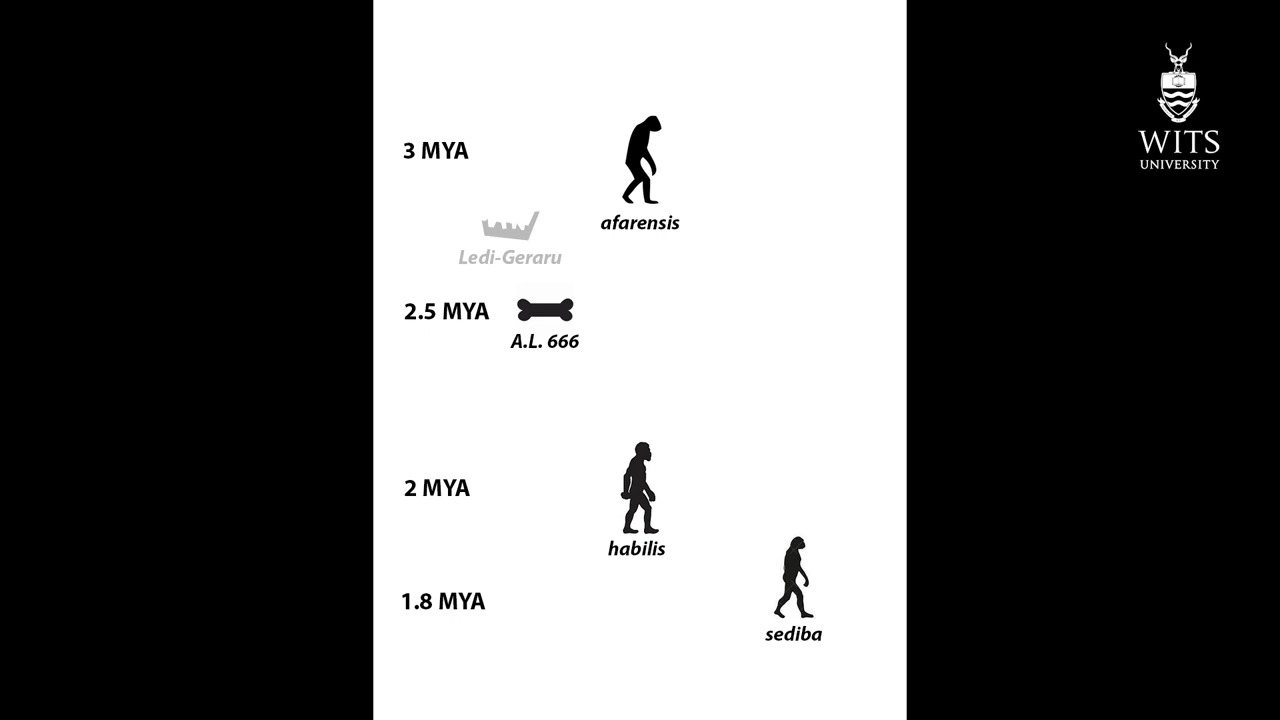 3 MYA
afarensis
Ledi-Geraru
2.5 MYA
A.L. 666
2 MYA
habilis
1.8 MYA
sediba
WITS
UNIVERSITY